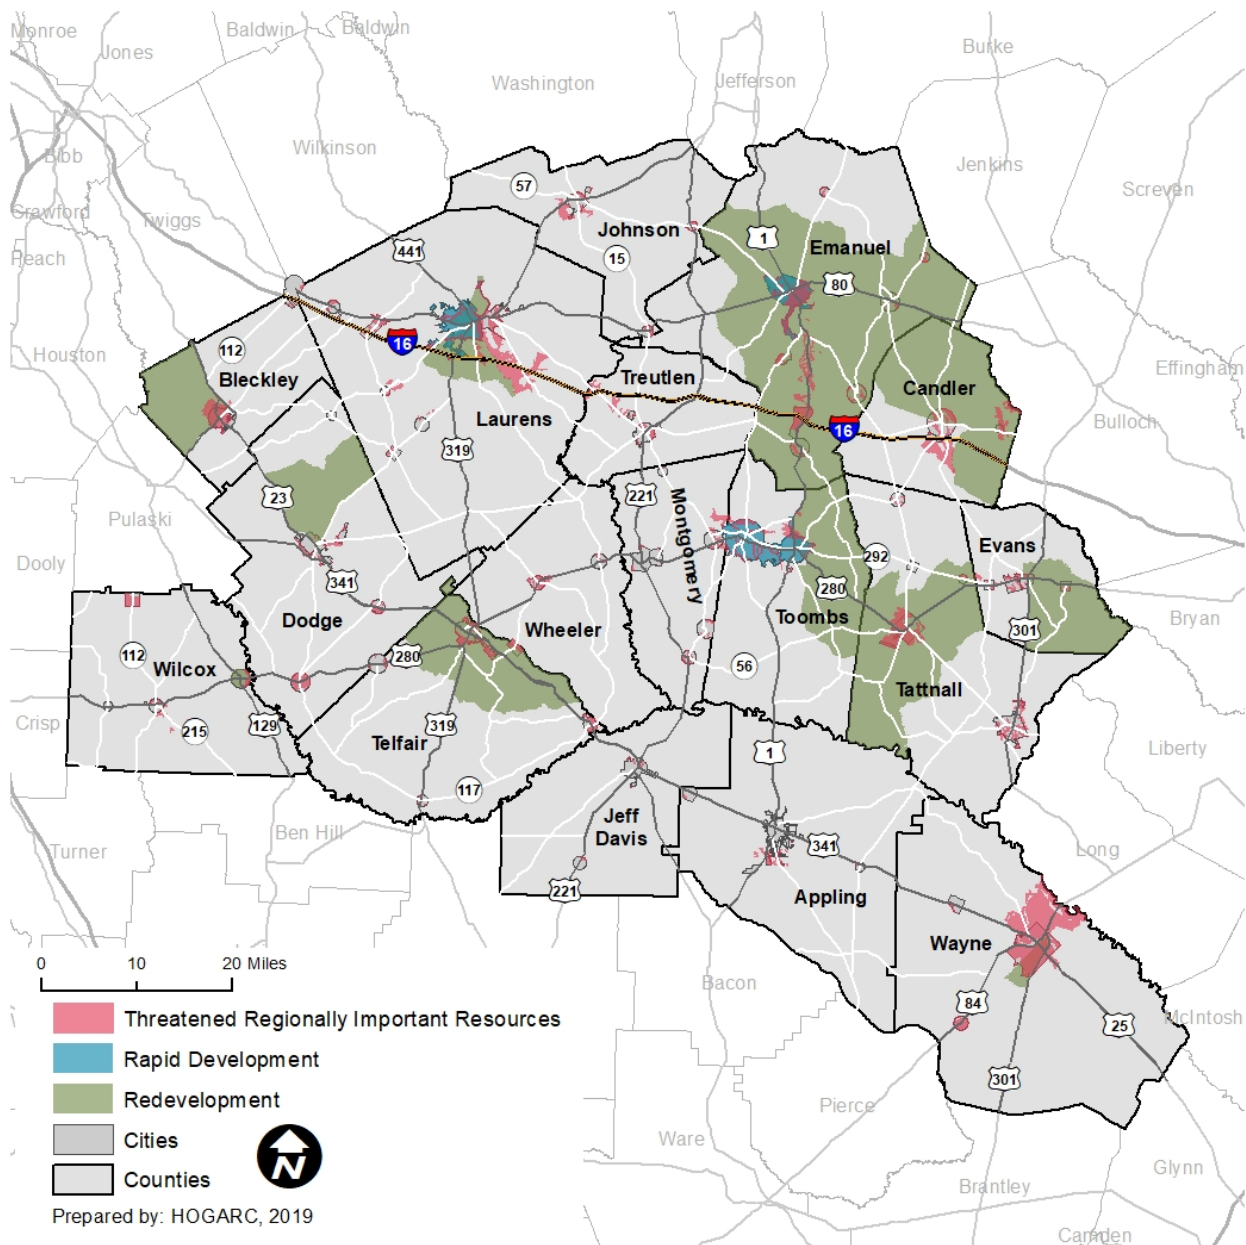 Monroe
Baldwin
Baldwin
Jones
Burke
Washington
Jefferson
Wilkinson
Bibb
Jenkins
Screven
57
Crawford
Twiggs
Johnson
1
Emanuel
441
15
Peach
80
16
112
Houston
Effingham
Bleckley
Treutlen
Candler
Laurens
16
Bulloch
319
23
221
Montgomery
Pulaski
292
Evans
Dooly
341
280
Dodge
Toombs
301
Bryan
Wheeler
112
280
56
Wilcox
Tattnall
Crisp
215
129
319
Telfair
1
Liberty
117
Jeff
Davis
Ben Hill
341
Long
Turner
221
Appling
Wayne
0 10 20 Miles
Bacon
84
25
McIntosh
Threatened Regionally Important Resources
Rapid Development
301
Redevelopment
Pierce
Cities
Ware
N
Glynn
Counties
Brantley
Prepared by: HOGARC, 2019
Camden